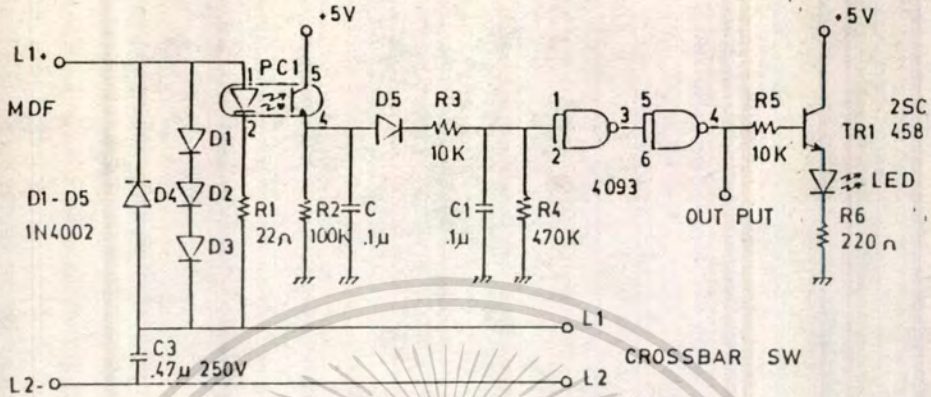 +5V
+5V
L1+
PC1
1
5
2
4
MDF
D5
R3
10K
1
2
3
5
6
4
4093
R5
10K
2SC
458
TR1
D1
D2
D3
D4
D1-D5
1N4002
R1
22Ω
R2
100K
C
.1µ
C1
.1µ
R4
470K
OUT PUT
LED
R6
220Ω
L1
C3
.47µ 250V
CROSSBAR SW
L2-
L2